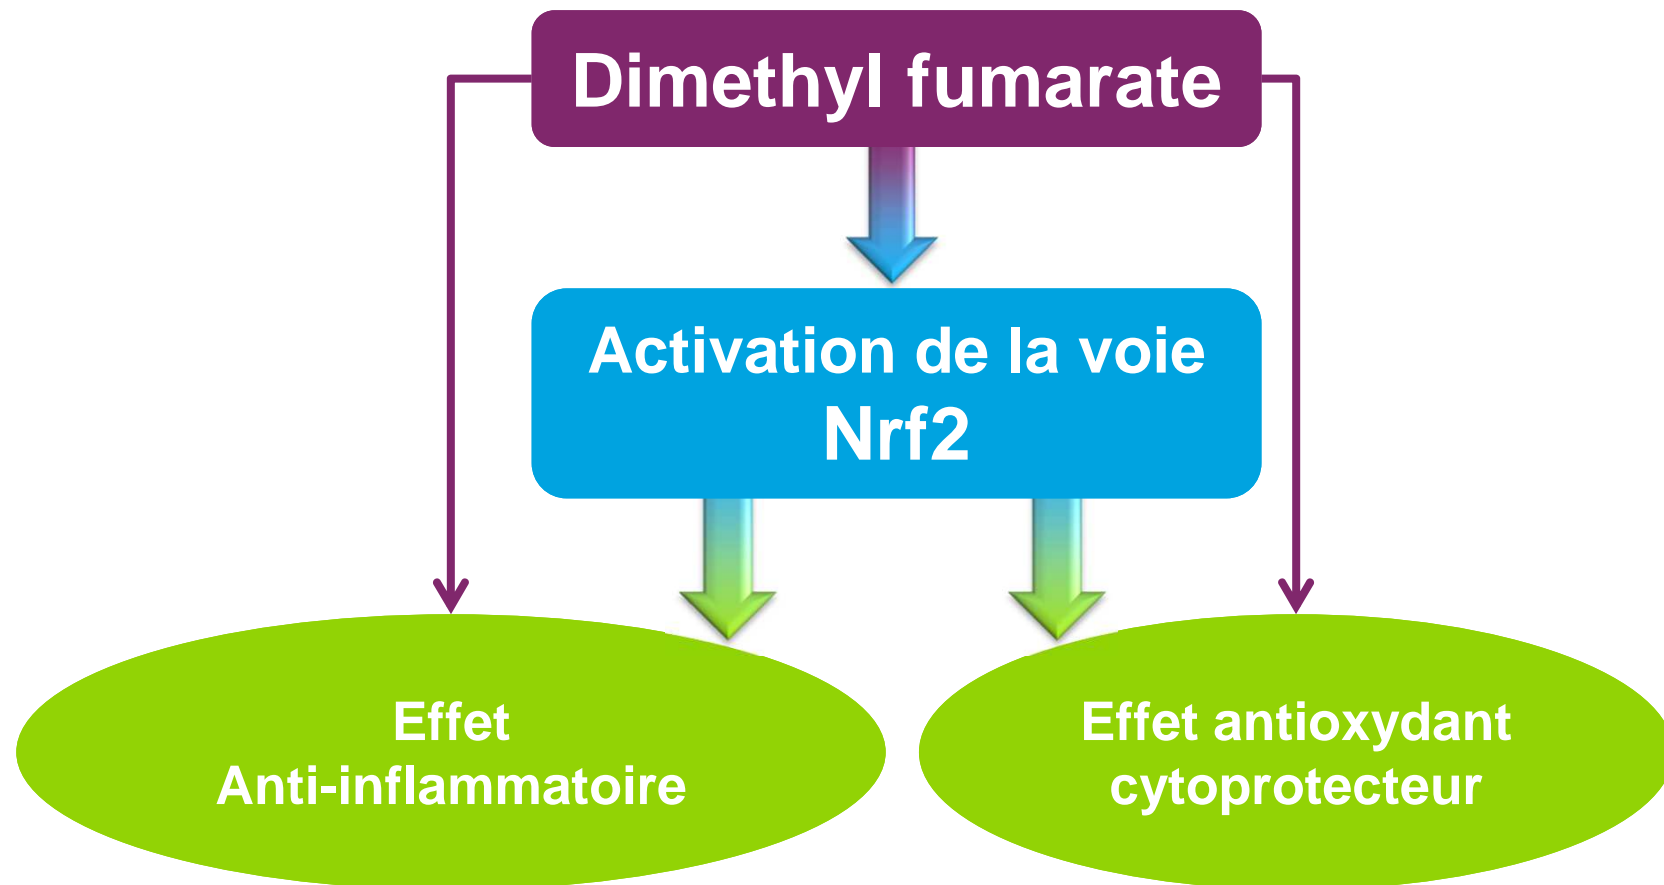 Dimethyl fumarate
Activation de la voie
Nrf2
Effet
Anti-inflammatoire
Effet antioxydant
cytoprotecteur